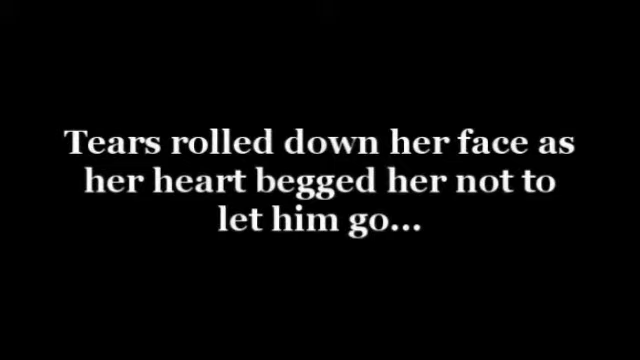 Tears rolled down her face as
her heart begged her not to
let him go...